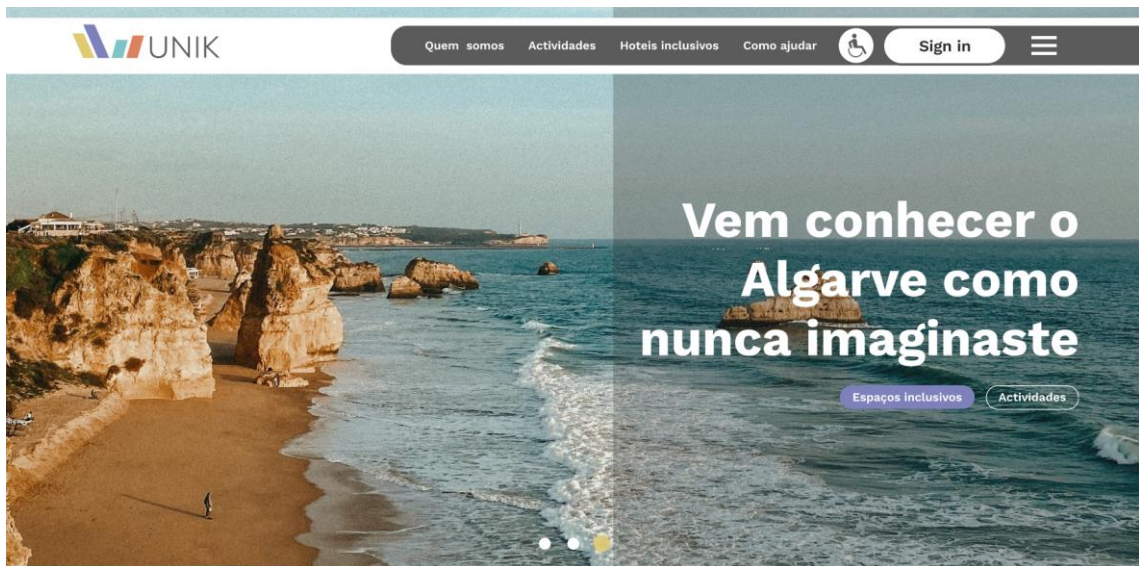 UNIK
Quem somos Actividades Hoteis inclusivos Como ajudar Sign in
Vem conhecer o
Algarve como
nunca imaginaste
Espaços inclusivos Actividades